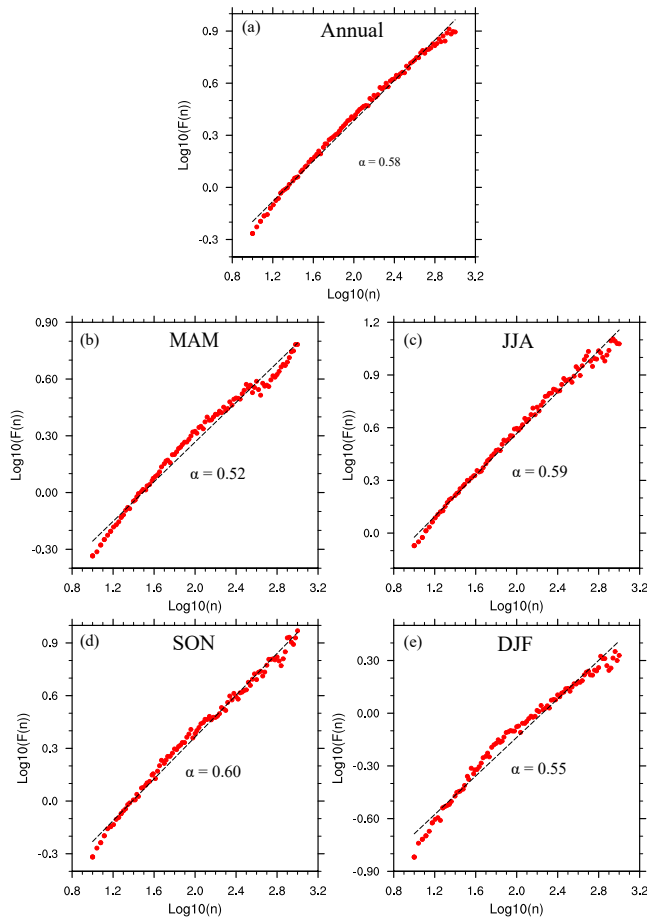 (a) Annual
0.9
0.6
0.3
0.0
-0.3
Log10(F(n))
α = 0.58
0.8 1.2 1.6 2.0 2.4 2.8 3.2
Log10(n)
(b) MAM
0.90
0.60
0.30
0.00
-0.30
Log10(F(n))
α = 0.52
0.8 1.2 1.6 2.0 2.4 2.8 3.2
Log10(n)
(c) JJA
1.2
0.9
0.6
0.3
0.0
Log10(F(n))
α = 0.59
0.8 1.2 1.6 2.0 2.4 2.8 3.2
Log10(n)
(d) SON
0.9
0.6
0.3
0.0
-0.3
Log10(F(n))
α = 0.60
0.8 1.2 1.6 2.0 2.4 2.8 3.2
Log10(n)
(e) DJF
0.30
0.00
-0.30
-0.60
-0.90
Log10(F(n))
α = 0.55
0.8 1.2 1.6 2.0 2.4 2.8 3.2
Log10(n)